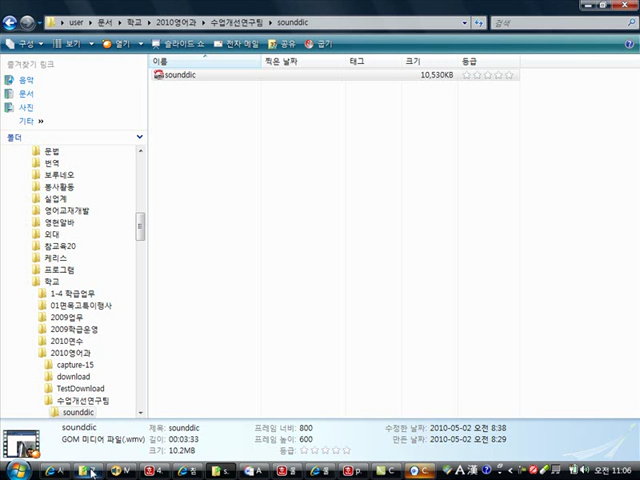 user ▸ 문서 ▸ 학교 ▸ 2010영어과 ▸ 수업개선연구팀 ▸ sounddic
검색
구성 보기 열기 슬라이드 쇼 전자 메일 공유 굽기
즐겨찾기 링크
음악
문서
사진
기타 »
폴더
문법
번역
보루네오
봉사활동
실업계
영어교재개발
영현알바
외대
참교육20
케리스
프로그램
학교
1-4 학급업무
01면목고특이행사
2009업무
2009학급운영
2010연수
2010영어과
capture-15
download
TestDownload
수업개선연구팀
sounddic
이름 찍은 날짜 태그 크기 등급
sounddic 10,530KB
sounddic
GOM 미디어 파일(.wmv)
제목: sounddic
길이: 00:03:33
크기: 10.2MB
프레임 너비: 800
프레임 높이: 600
등급:
수정한 날짜: 2010-05-02 오전 8:38
만든 날짜: 2010-05-02 오전 8:29
A 漢
오전 11:06